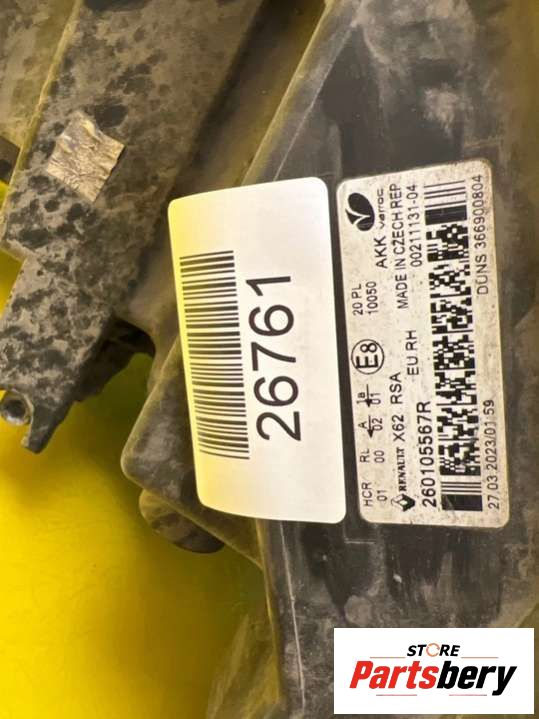 26761
HCR RL A 1a
01 00 02 01
E8
20 PL
10050
AKK varroc
RENAULT X62 RSA EU RH MADE IN CZECH REP.
00211131-04
260105567R
27.03.2023/01/59
DUNS 366900804
STORE
Partsbery